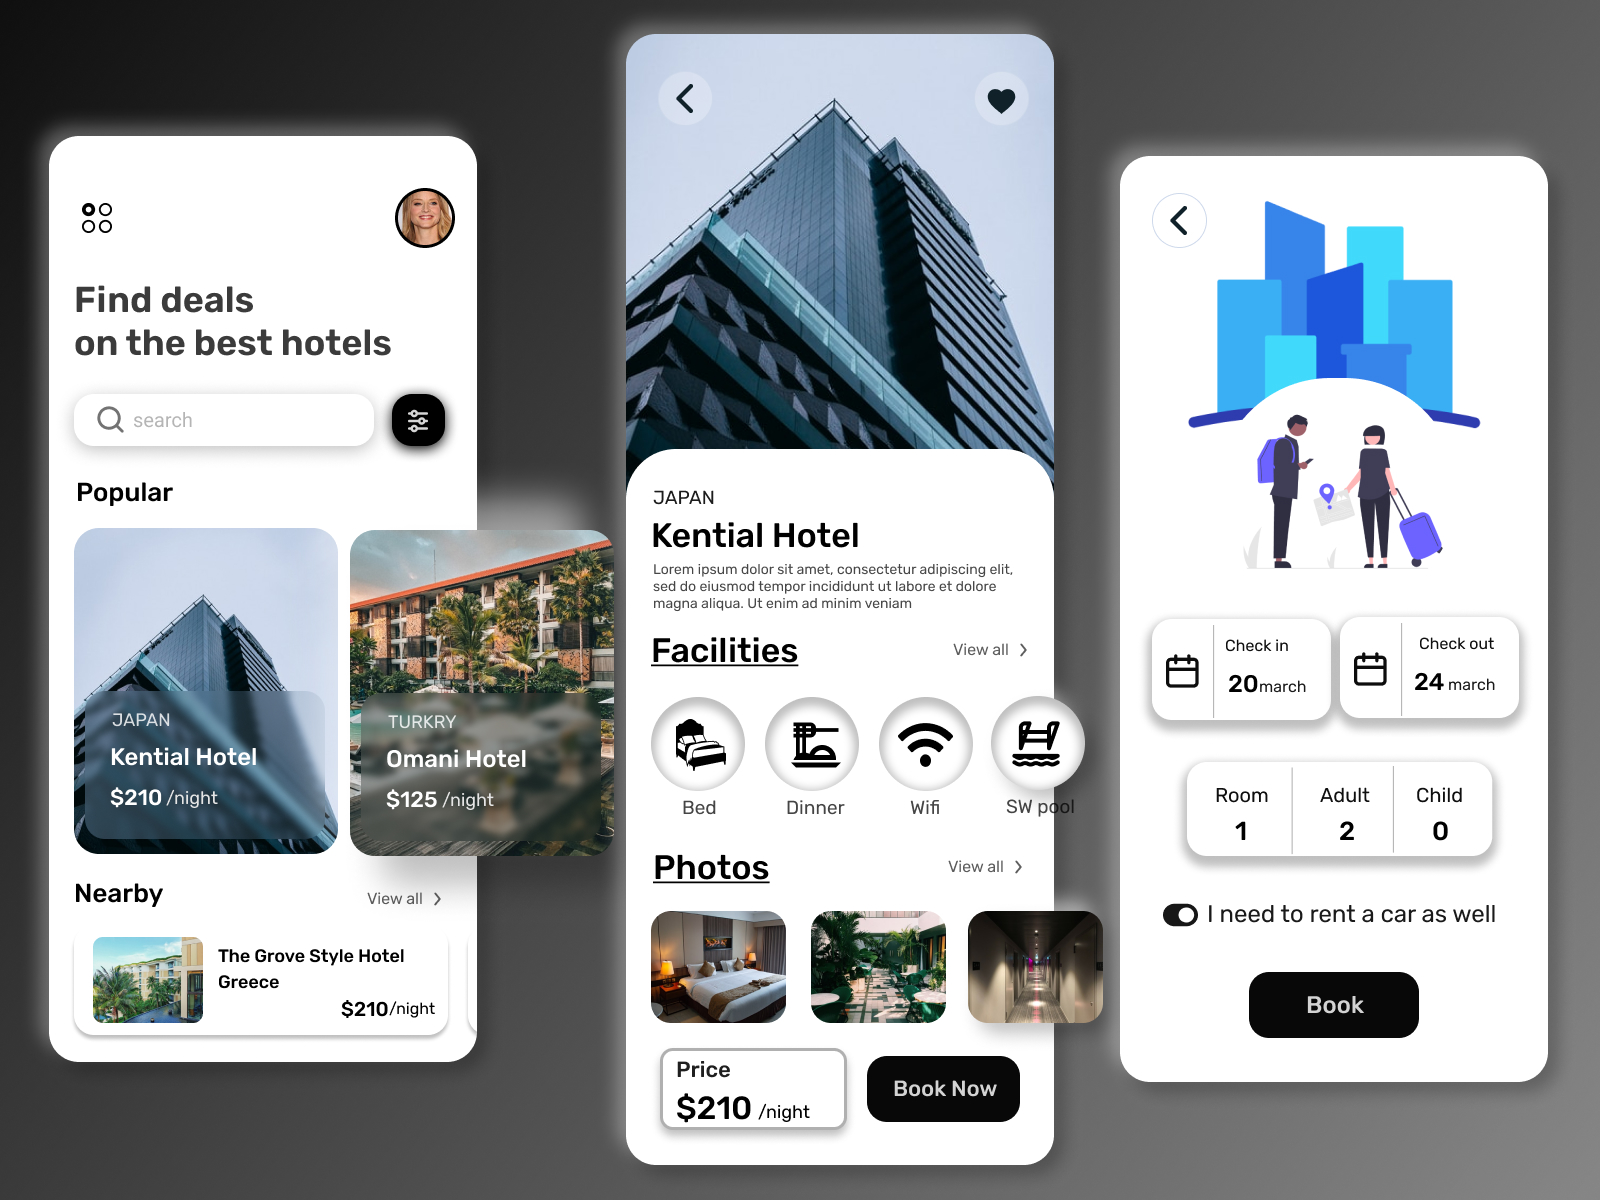 Find deals
on the best hotels
search
Popular
JAPAN
Kential Hotel
$210 /night
TURKRY
Omani Hotel
$125 /night
Nearby
View all
The Grove Style Hotel
Greece
$210/night
JAPAN
Kential Hotel
Lorem ipsum dolor sit amet, consectetur adipiscing elit,
sed do eiusmod tempor incididunt ut labore et dolore
magna aliqua. Ut enim ad minim veniam
Facilities
View all
Bed
Dinner
Wifi
SW pool
Photos
View all
Price
$210 /night
Book Now
Check in
20march
Check out
24 march
Room
1
Adult
2
Child
0
I need to rent a car as well
Book